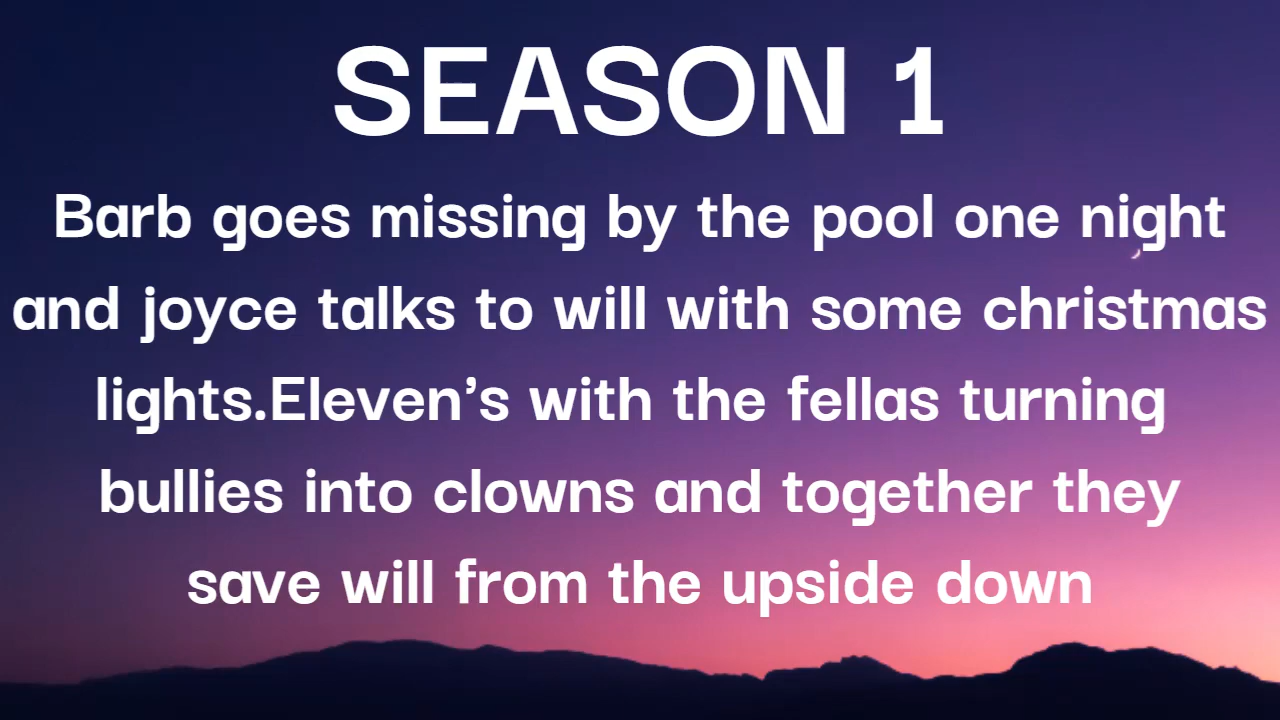 SEASON 1
Barb goes missing by the pool one night
and joyce talks to will with some christmas
lights.Eleven’s with the fellas turning
bullies into clowns and together they
save will from the upside down